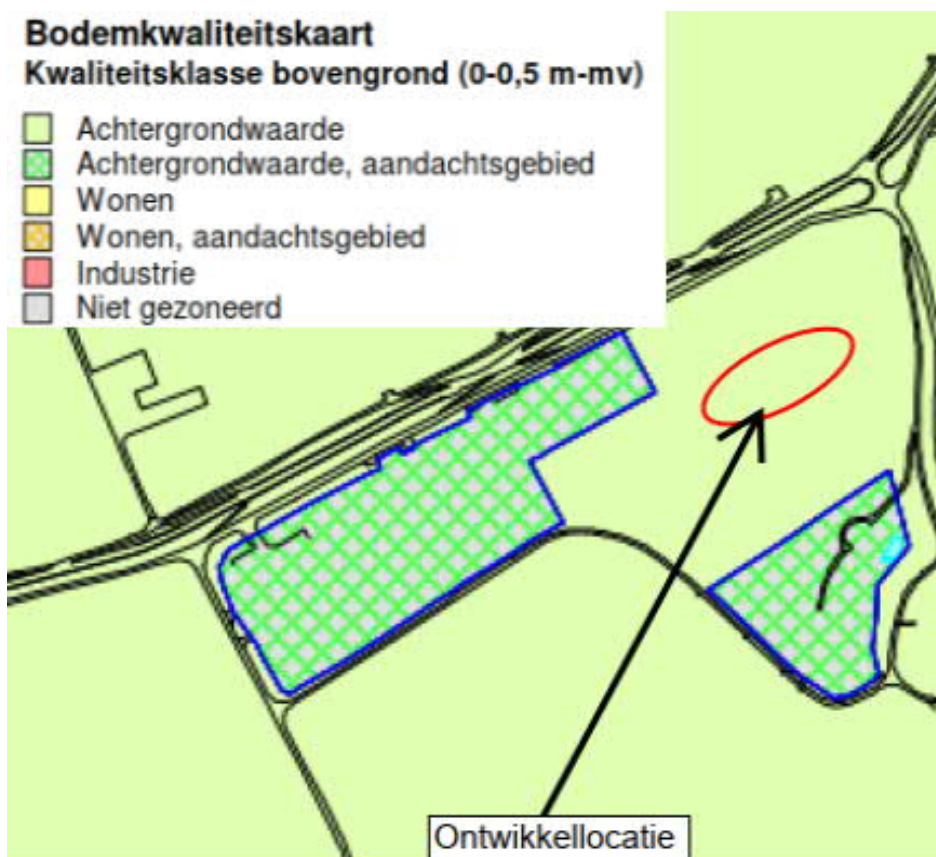 Bodemkwaliteitskaart
Kwaliteitsklasse bovengrond (0-0,5 m-mv)
Achtergrondwaarde
Achtergrondwaarde, aandachtsgebied
Wonen
Wonen, aandachtsgebied
Industrie
Niet gezoneerd
Ontwikkellocatie